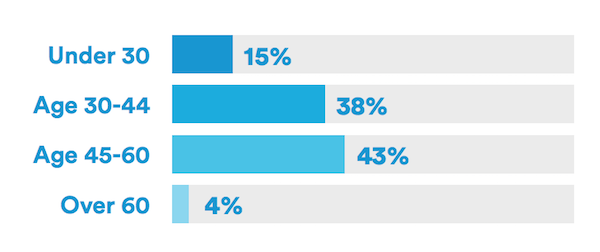 Under 30 15%
Age 30-44 38%
Age 45-60 43%
Over 60 4%